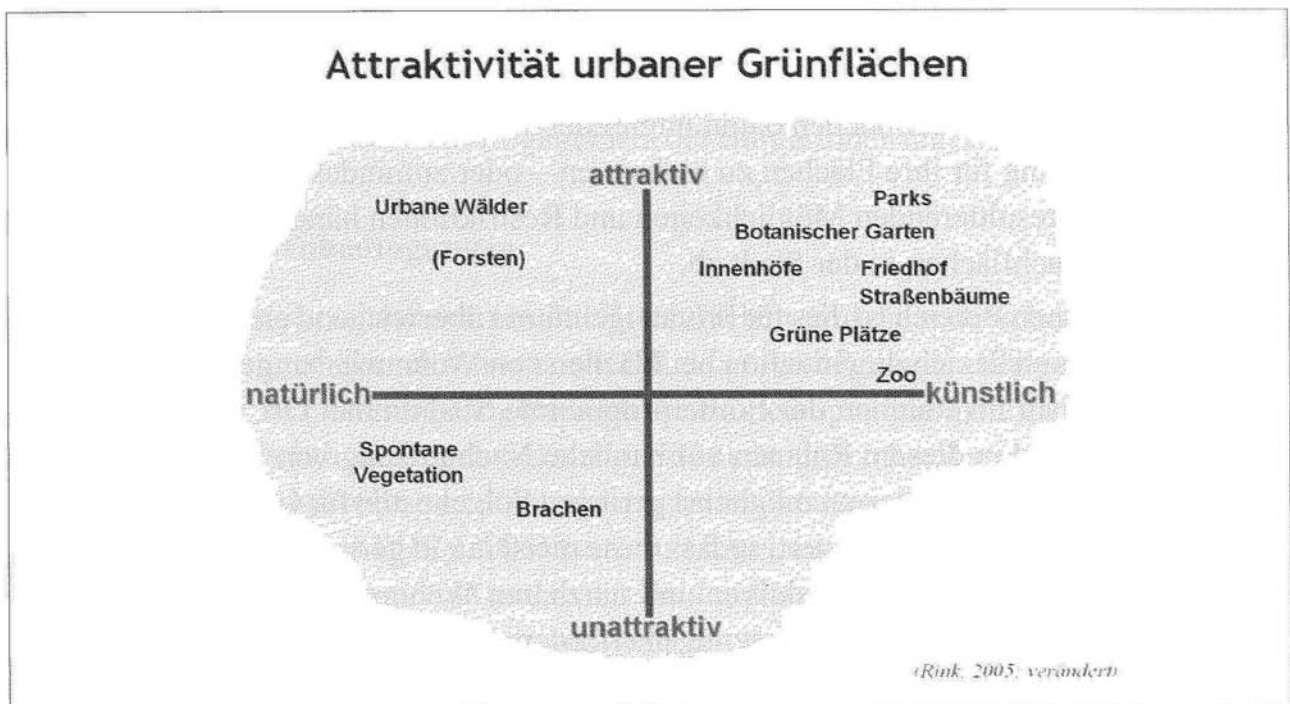 Attraktivität urbaner Grünflächen
attraktiv
Urbane Wälder
Parks
Botanischer Garten
(Forsten)
Innenhöfe
Friedhof
Straßenbäume
Grüne Plätze
Zoo
natürlich
künstlich
Spontane
Vegetation
Brachen
unattraktiv
(Rink, 2005; verändert)